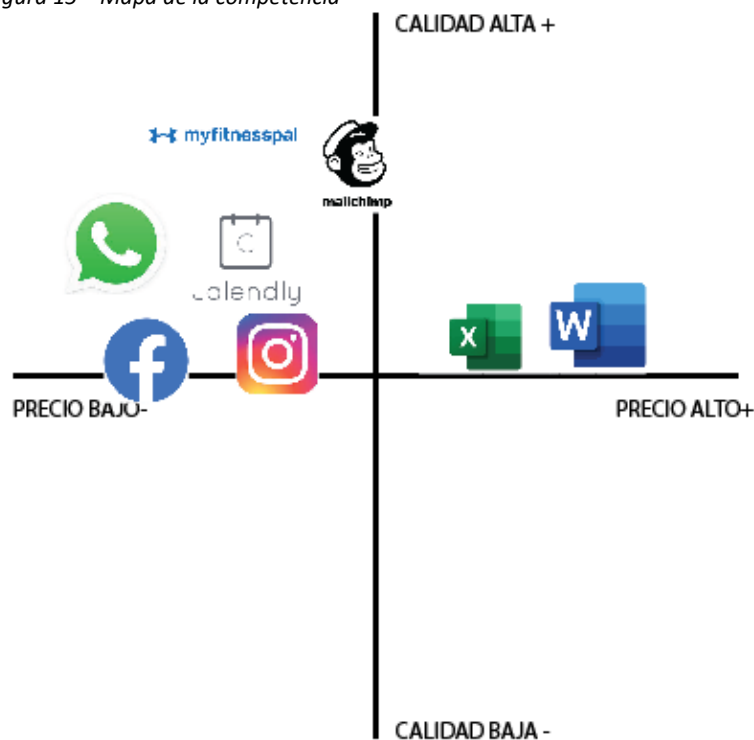 Mapa de la competencia
CALIDAD ALTA +
myfitnesspal
mailchimp
C
calendly
X
W
f
PRECIO BAJO-
PRECIO ALTO+
CALIDAD BAJA -